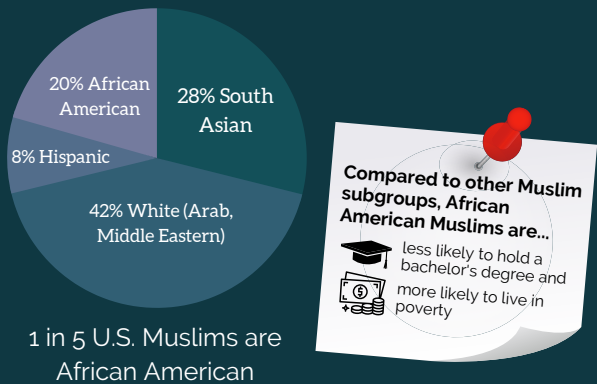 20% African
American
28% South
Asian
8% Hispanic
42% White (Arab,
Middle Eastern)
1 in 5 U.S. Muslims are
African American
Compared to other Muslim
subgroups, African
American Muslims are...
less likely to hold a
bachelor's degree and
more likely to live in
poverty